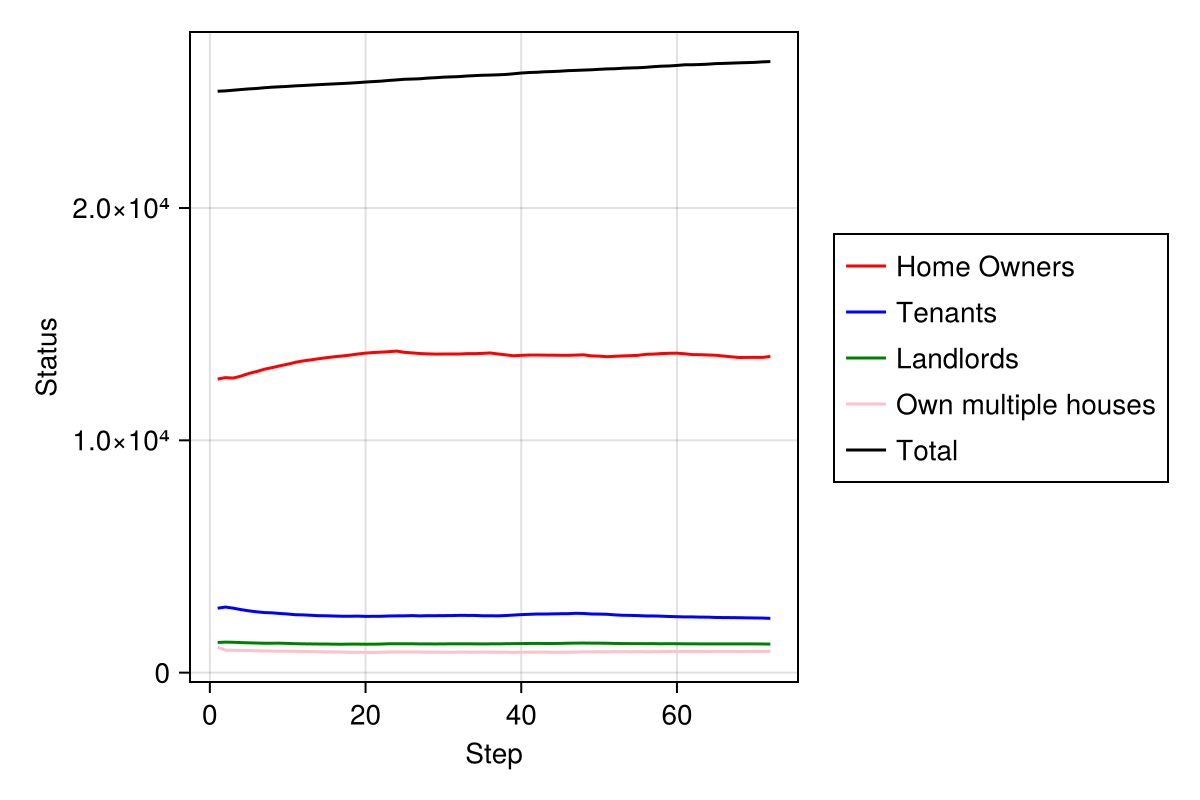 2.0×10⁴
1.0×10⁴
0
Status
0 20 40 60
Step
Home Owners
Tenants
Landlords
Own multiple houses
Total